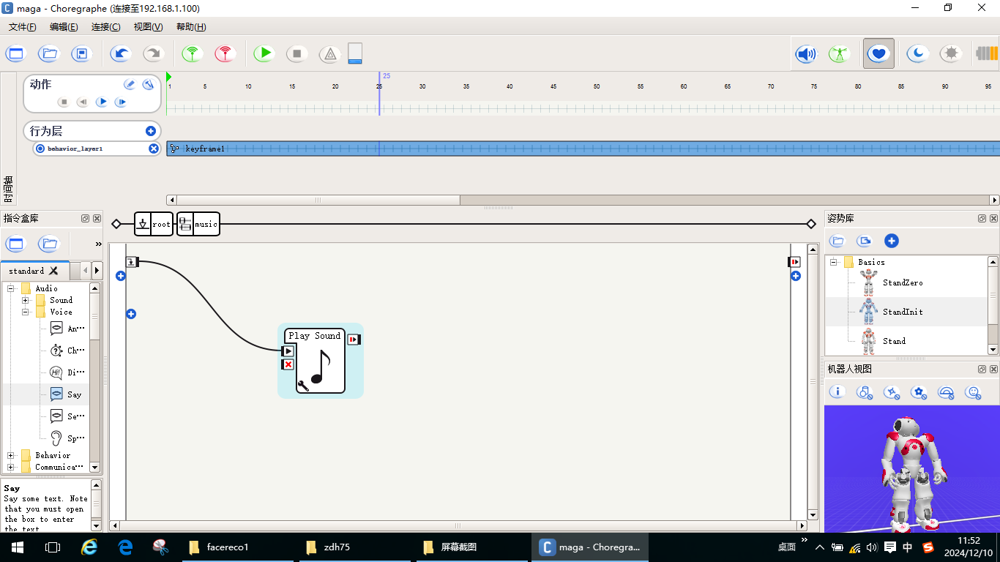 maga - Choregraphe (连接至192.168.1.100)
文件(F) 编辑(E) 连接(C) 视图(V) 帮助(H)
动作
25
1 5 10 15 20 25 30 35 40 45 50 55 60 65 70 75 80 85 90 95
行为层
behavior_layer1
keyframe1
时间轴
指令盒库
root
music
姿势库
»
standard
Audio
Sound
Voice
An···
Ch···
Di···
Say
Se···
Sp···
Behavior
Communica···
Play Sound
Basics
StandZero
StandInit
Stand
机器人视图
Say
Say some text. Note
that you must open
the box to enter
the text
facereco1
zdh75
屏幕截图
maga - Choregra...
桌面
»
中
11:52
2024/12/10